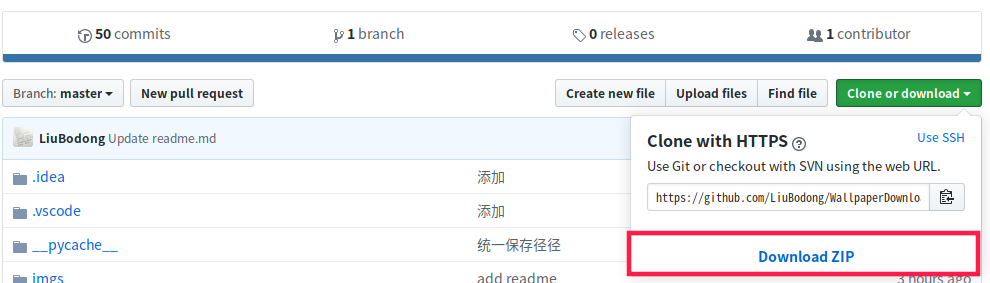 50 commits
1 branch
0 releases
1 contributor
Branch: master
New pull request
Create new file
Upload files
Find file
Clone or download
LiuBodong Update readme.md
Clone with HTTPS
Use SSH
Use Git or checkout with SVN using the web URL.
https://github.com/LiuBodong/WallpaperDownlo
Download ZIP
.idea
添加
.vscode
添加
__pycache__
统一保存径径
imgs
add readme
3 hours ago